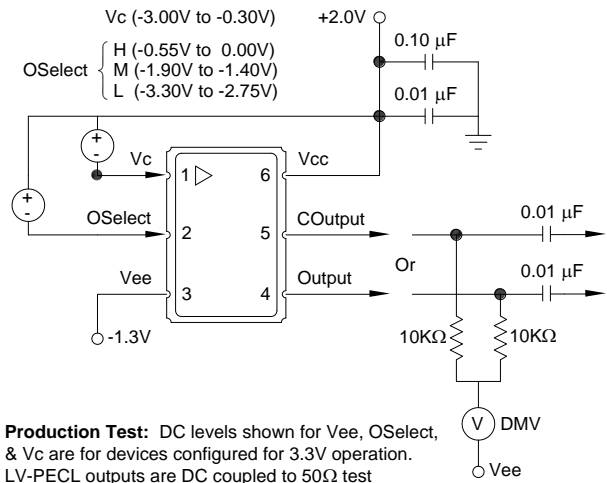 Vc (-3.00V to -0.30V)
+2.0V
H (-0.55V to 0.00V)
OSelect
M (-1.90V to -1.40V)
L (-3.30V to -2.75V)
0.10 µF
0.01 µF
+
-
Vc
1
6
Vcc
+
-
OSelect
2
5
COutput
0.01 µF
Or
Vee
3
4
Output
0.01 µF
-1.3V
10KΩ
10KΩ
V
DMV
Vee
Production Test: DC levels shown for Vee, OSelect,
& Vc are for devices configured for 3.3V operation.
LV-PECL outputs are DC coupled to 50Ω test